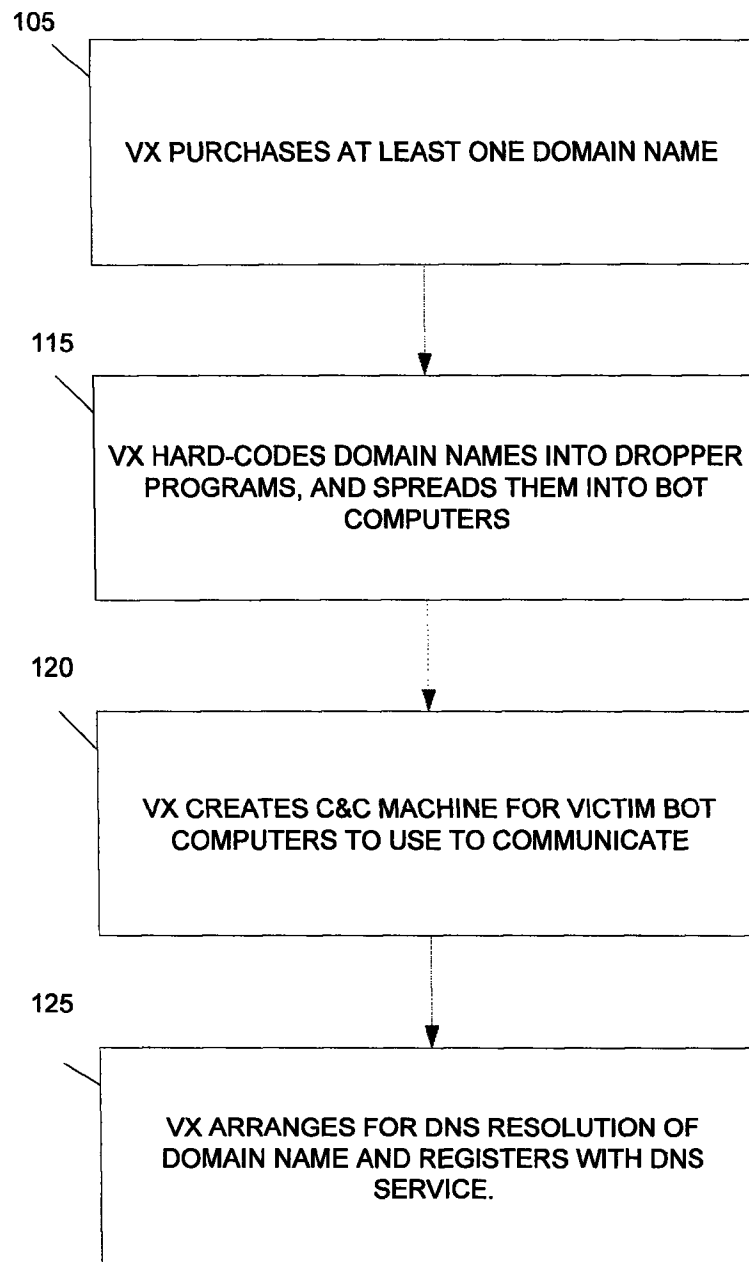 105
VX PURCHASES AT LEAST ONE DOMAIN NAME
115
VX HARD-CODES DOMAIN NAMES INTO DROPPER
PROGRAMS, AND SPREADS THEM INTO BOT
COMPUTERS
120
VX CREATES C&C MACHINE FOR VICTIM BOT
COMPUTERS TO USE TO COMMUNICATE
125
VX ARRANGES FOR DNS RESOLUTION OF
DOMAIN NAME AND REGISTERS WITH DNS
SERVICE.